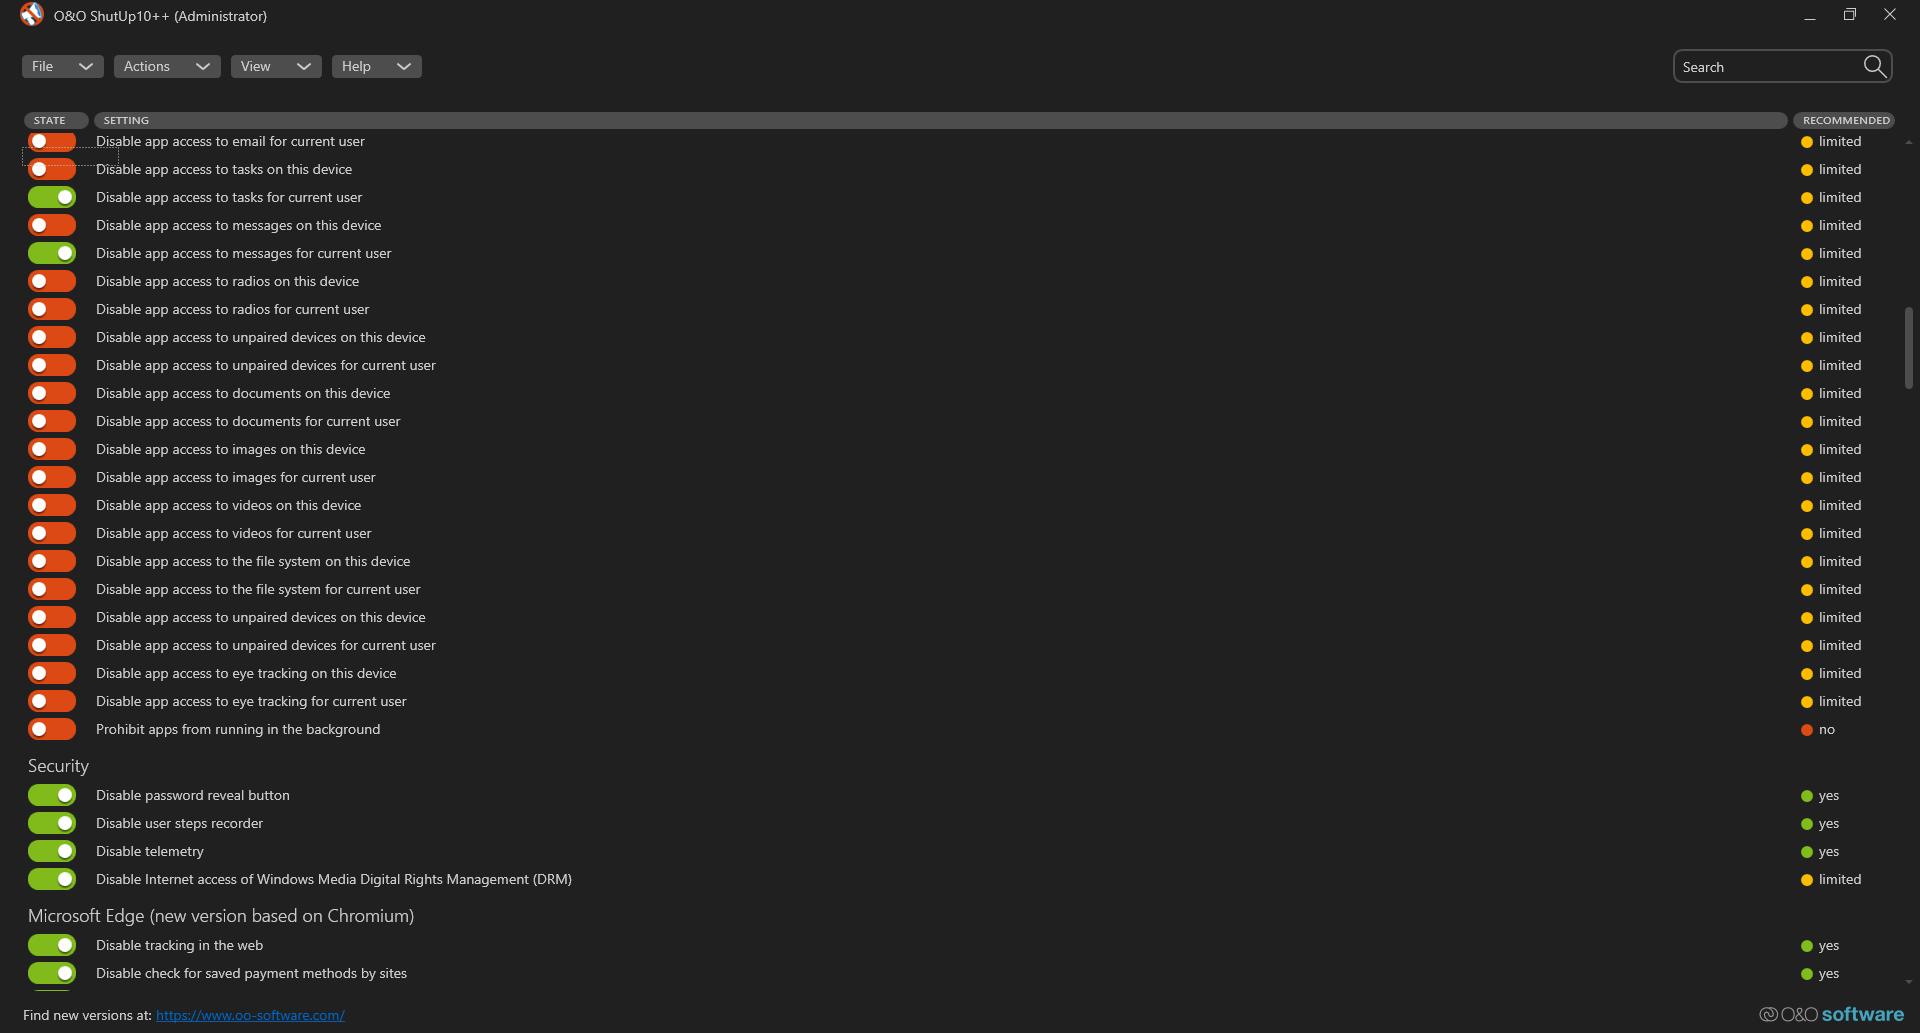 O&O ShutUp10++ (Administrator)
File Actions View Help Search
STATE SETTING RECOMMENDED
Disable app access to email for current user limited
Disable app access to tasks on this device limited
Disable app access to tasks for current user limited
Disable app access to messages on this device limited
Disable app access to messages for current user limited
Disable app access to radios on this device limited
Disable app access to radios for current user limited
Disable app access to unpaired devices on this device limited
Disable app access to unpaired devices for current user limited
Disable app access to documents on this device limited
Disable app access to documents for current user limited
Disable app access to images on this device limited
Disable app access to images for current user limited
Disable app access to videos on this device limited
Disable app access to videos for current user limited
Disable app access to the file system on this device limited
Disable app access to the file system for current user limited
Disable app access to unpaired devices on this device limited
Disable app access to unpaired devices for current user limited
Disable app access to eye tracking on this device limited
Disable app access to eye tracking for current user limited
Prohibit apps from running in the background no
Security
Disable password reveal button yes
Disable user steps recorder yes
Disable telemetry yes
Disable Internet access of Windows Media Digital Rights Management (DRM) limited
Microsoft Edge (new version based on Chromium)
Disable tracking in the web yes
Disable check for saved payment methods by sites yes
Find new versions at: https://www.oo-software.com/ O&O software